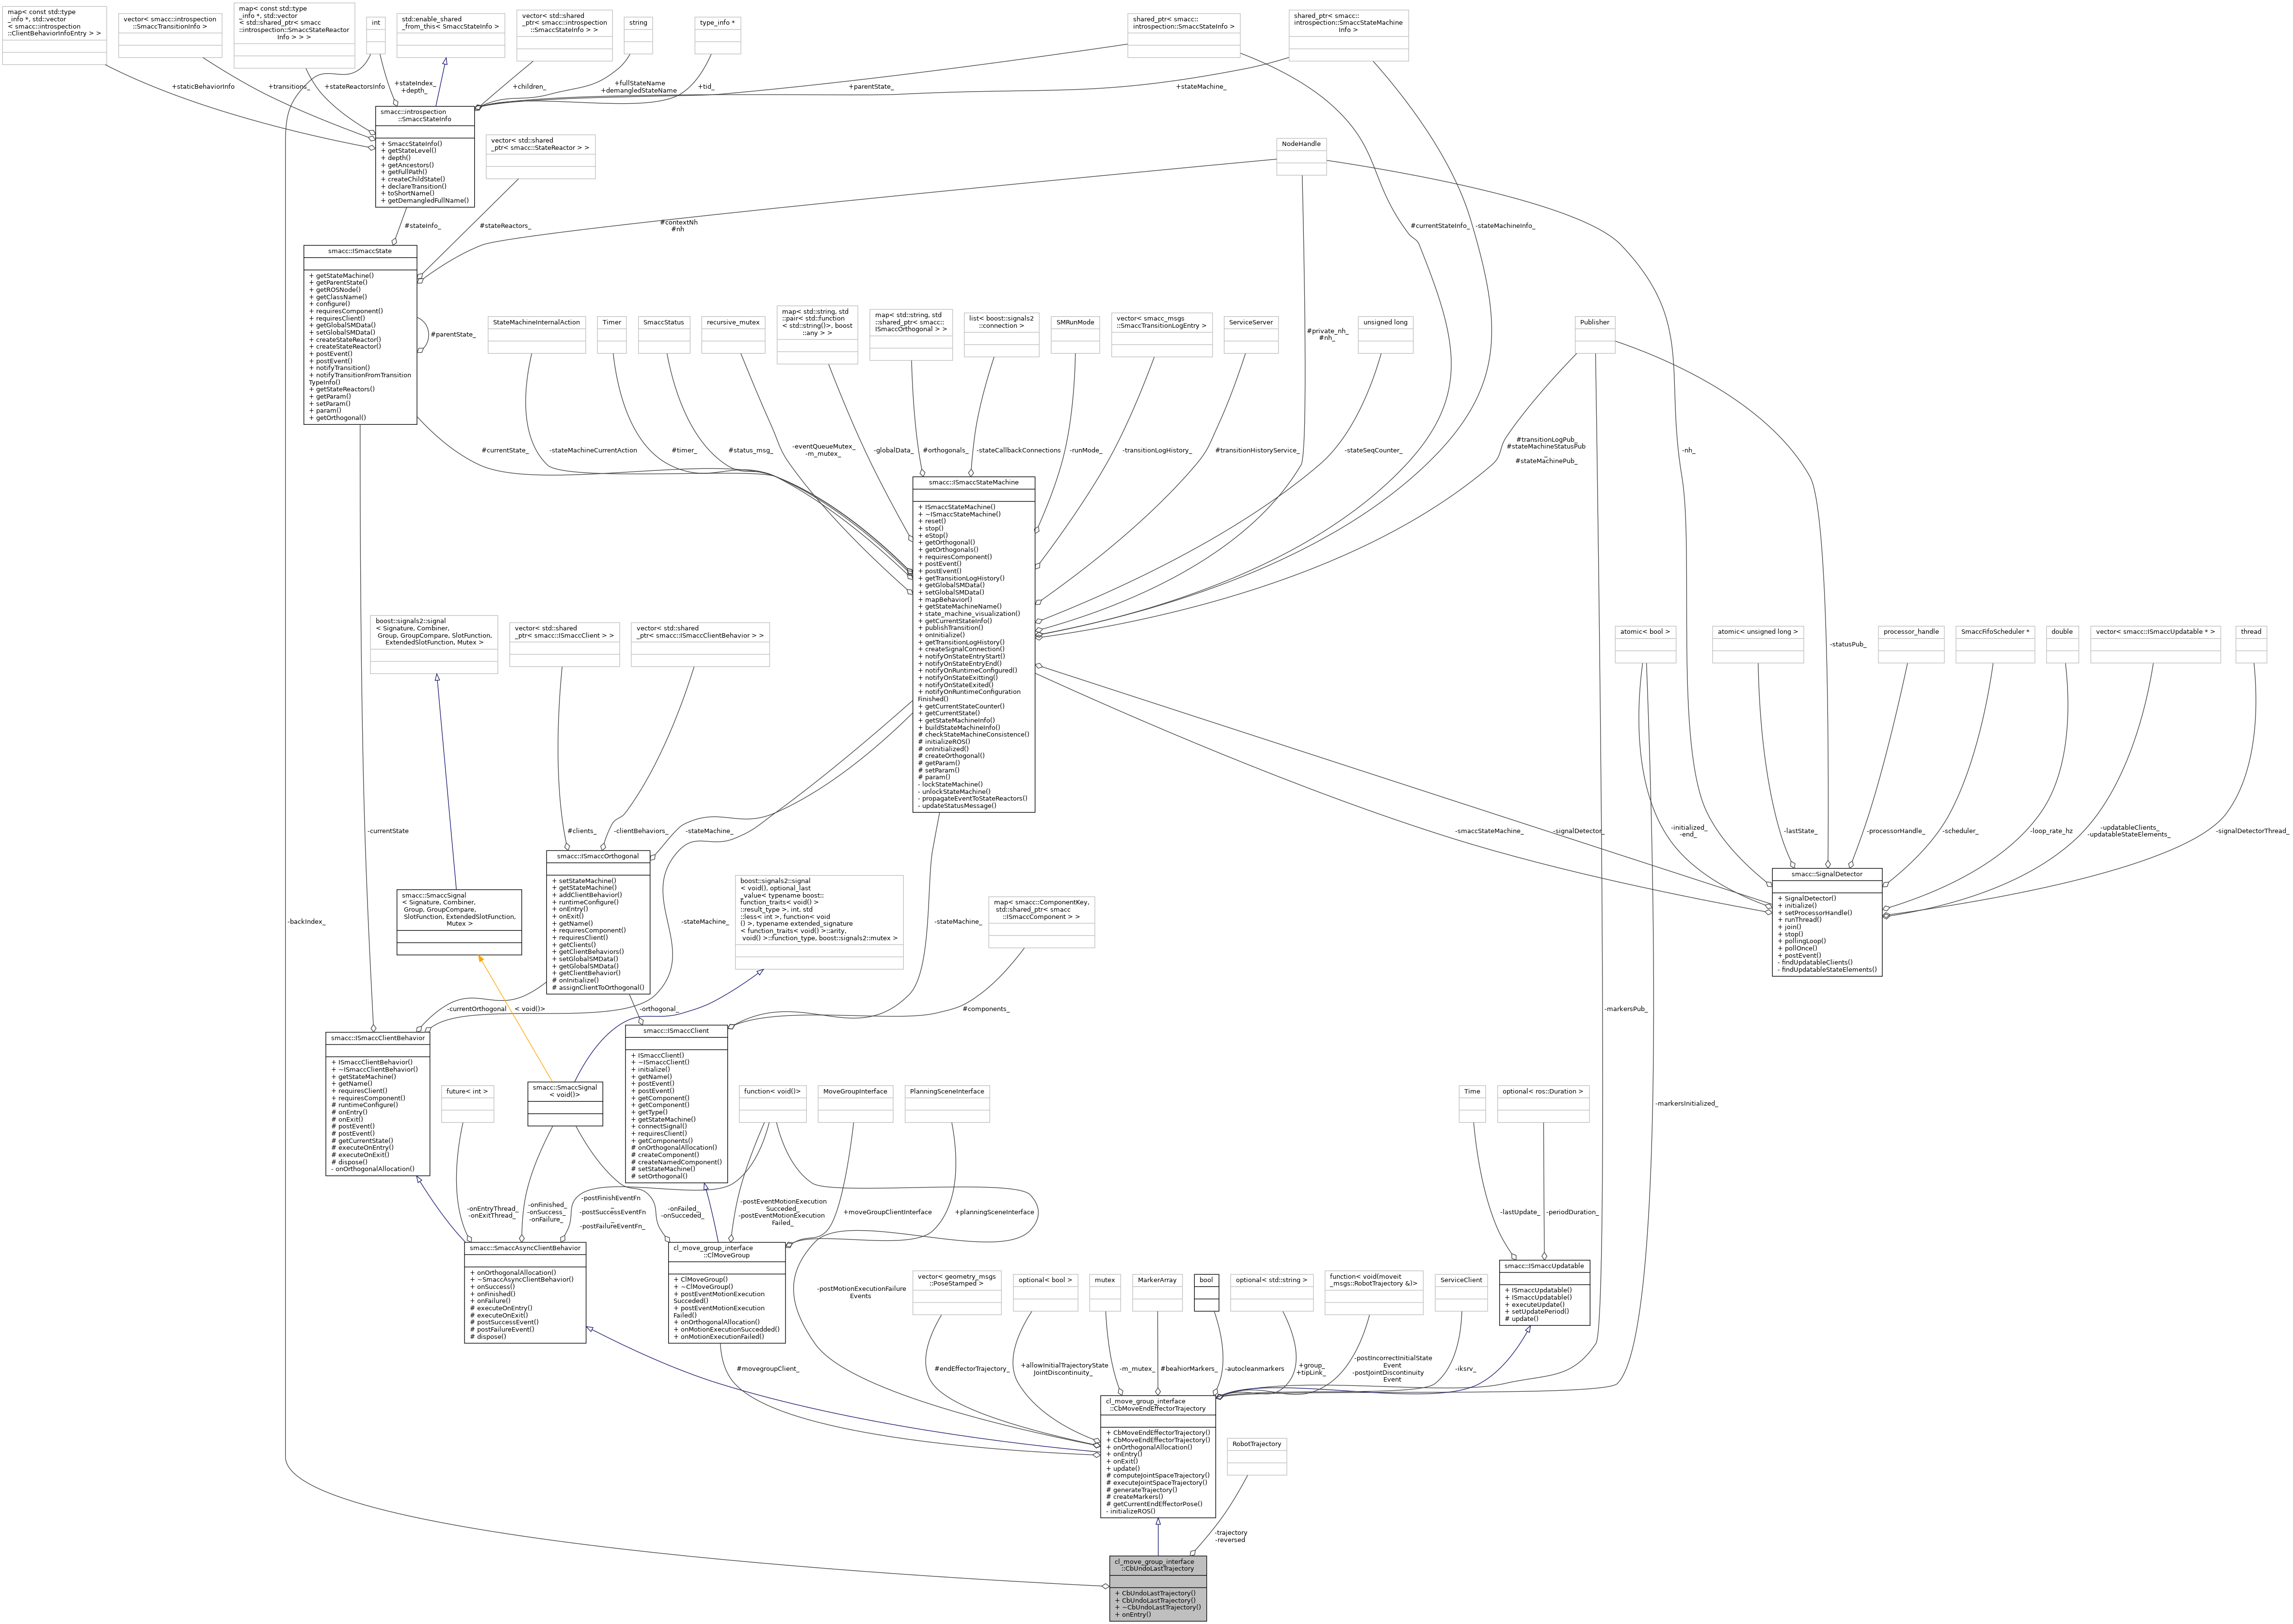 map< const std::type
_info *, std::vector
< smacc::introspection
::ClientBehaviorInfoEntry > >
vector< smacc::introspection
::SmaccTransitionInfo >
map< const std::type
_info *, std::vector
< std::shared_ptr< smacc
::introspection::SmaccStateReactor
Info > > >
int
std::enable_shared
_from_this< SmaccStateInfo >
vector< std::shared
_ptr< smacc::introspection
::SmaccStateInfo > >
string
type_info *
shared_ptr< smacc::
introspection::SmaccStateInfo >
shared_ptr< smacc::
introspection::SmaccStateMachine
Info >
+staticBehaviorInfo
+transitions_
+stateReactorsInfo
+stateIndex_
+depth_
+children_
+fullStateName
+demangledStateName
+tid_
+parentState_
+stateMachine_
smacc::introspection
::SmaccStateInfo
+ SmaccStateInfo()
+ getStateLevel()
+ depth()
+ getAncestors()
+ getFullPath()
+ createChildState()
+ declareTransition()
+ toShortName()
+ getDemangledFullName()
vector< std::shared
_ptr< smacc::StateReactor > >
NodeHandle
#stateInfo_
#stateReactors_
#contextNh
#nh
#currentStateInfo_
-stateMachineInfo_
smacc::ISmaccState
+ getStateMachine()
+ getParentState()
+ getROSNode()
+ getClassName()
+ configure()
+ requiresComponent()
+ requiresClient()
+ getGlobalSMData()
+ setGlobalSMData()
+ createStateReactor()
+ createStateReactor()
+ postEvent()
+ postEvent()
+ notifyTransition()
+ notifyTransitionFromTransition
TypeInfo()
+ getStateReactors()
+ getParam()
+ setParam()
+ param()
+ getOrthogonal()
#parentState_
StateMachineInternalAction
Timer
SmaccStatus
recursive_mutex
map< std::string, std
::pair< std::function
< std::string()>, boost
::any > >
map< std::string, std
::shared_ptr< smacc::
ISmaccOrthogonal > >
list< boost::signals2
::connection >
SMRunMode
vector< smacc_msgs
::SmaccTransitionLogEntry >
ServiceServer
#private_nh_
#nh_
unsigned long
Publisher
#currentState_
-stateMachineCurrentAction
#timer_
#status_msg_
-eventQueueMutex_
-m_mutex_
-globalData_
#orthogonals_
-stateCallbackConnections
-runMode_
-transitionLogHistory_
#transitionHistoryService_
-stateSeqCounter_
#transitionLogPub_
#stateMachineStatusPub
_
#stateMachinePub_
-nh_
smacc::ISmaccStateMachine
+ ISmaccStateMachine()
+ ~ISmaccStateMachine()
+ reset()
+ stop()
+ eStop()
+ getOrthogonal()
+ getOrthogonals()
+ requiresComponent()
+ postEvent()
+ postEvent()
+ getTransitionLogHistory()
+ getGlobalSMData()
+ setGlobalSMData()
+ mapBehavior()
+ getStateMachineName()
+ state_machine_visualization()
+ getCurrentStateInfo()
+ publishTransition()
+ onInitialize()
+ getTransitionLogHistory()
+ createSignalConnection()
+ notifyOnStateEntryStart()
+ notifyOnStateEntryEnd()
+ notifyOnRuntimeConfigured()
+ notifyOnStateExitting()
+ notifyOnStateExited()
+ notifyOnRuntimeConfiguration
Finished()
+ getCurrentStateCounter()
+ getCurrentState()
+ getStateMachineInfo()
+ buildStateMachineInfo()
# checkStateMachineConsistence()
# initializeROS()
# onInitialized()
# createOrthogonal()
# getParam()
# setParam()
# param()
- lockStateMachine()
- unlockStateMachine()
- propagateEventToStateReactors()
- updateStatusMessage()
boost::signals2::signal
< Signature, Combiner,
Group, GroupCompare, SlotFunction,
ExtendedSlotFunction, Mutex >
vector< std::shared
_ptr< smacc::ISmaccClient > >
vector< std::shared
_ptr< smacc::ISmaccClientBehavior > >
atomic< bool >
atomic< unsigned long >
-statusPub_
processor_handle
SmaccFifoScheduler *
double
vector< smacc::ISmaccUpdatable * >
thread
-currentState
#clients_
-clientBehaviors_
-stateMachine_
-smaccStateMachine_
-signalDetector_
-initialized_
-end_
-lastState_
-processorHandle_
-scheduler_
-loop_rate_hz
-updatableClients_
-updatableStateElements_
-signalDetectorThread_
smacc::SmaccSignal
< Signature, Combiner,
Group, GroupCompare,
SlotFunction, ExtendedSlotFunction,
Mutex >
smacc::ISmaccOrthogonal
+ setStateMachine()
+ getStateMachine()
+ addClientBehavior()
+ runtimeConfigure()
+ onEntry()
+ onExit()
+ getName()
+ requiresComponent()
+ requiresClient()
+ getClients()
+ getClientBehaviors()
+ setGlobalSMData()
+ getGlobalSMData()
+ getClientBehavior()
# onInitialize()
# assignClientToOrthogonal()
-backIndex_
-stateMachine_
boost::signals2::signal
< void(), optional_last
_value< typename boost::
function_traits< void() >
::result_type >, int, std
::less< int >, function< void
() >, typename extended_signature
< function_traits< void() >::arity,
void() >::function_type, boost::signals2::mutex >
-stateMachine_
map< smacc::ComponentKey,
std::shared_ptr< smacc
::ISmaccComponent > >
smacc::SignalDetector
+ SignalDetector()
+ initialize()
+ setProcessorHandle()
+ runThread()
+ join()
+ stop()
+ pollingLoop()
+ pollOnce()
+ postEvent()
- findUpdatableClients()
- findUpdatableStateElements()
-currentOrthogonal
< void()>
-orthogonal_
#components_
-markersPub_
smacc::ISmaccClientBehavior
+ ISmaccClientBehavior()
+ ~ISmaccClientBehavior()
+ getStateMachine()
+ getName()
+ requiresClient()
+ requiresComponent()
# runtimeConfigure()
# onEntry()
# onExit()
# postEvent()
# postEvent()
# getCurrentState()
# executeOnEntry()
# executeOnExit()
# dispose()
- onOrthogonalAllocation()
future< int >
smacc::SmaccSignal
< void()>
smacc::ISmaccClient
+ ISmaccClient()
+ ~ISmaccClient()
+ initialize()
+ getName()
+ postEvent()
+ postEvent()
+ getComponent()
+ getComponent()
+ getType()
+ getStateMachine()
+ connectSignal()
+ requiresClient()
+ getComponents()
# onOrthogonalAllocation()
# createComponent()
# createNamedComponent()
# setStateMachine()
# setOrthogonal()
function< void()>
MoveGroupInterface
PlanningSceneInterface
Time
optional< ros::Duration >
-markersInitialized_
-onEntryThread_
-onExitThread_
-onFinished_
-onSuccess_
-onFailure_
-postFinishEventFn
_
-postSuccessEventFn
_
-postFailureEventFn_
-onFailed_
-onSucceded_
-postEventMotionExecution
Succeded_
-postEventMotionExecution
Failed_
+moveGroupClientInterface
+planningSceneInterface
-lastUpdate_
-periodDuration_
smacc::SmaccAsyncClientBehavior
+ onOrthogonalAllocation()
+ ~SmaccAsyncClientBehavior()
+ onSuccess()
+ onFinished()
+ onFailure()
# executeOnEntry()
# executeOnExit()
# postSuccessEvent()
# postFailureEvent()
# dispose()
cl_move_group_interface
::ClMoveGroup
+ ClMoveGroup()
+ ~ClMoveGroup()
+ postEventMotionExecution
Succeded()
+ postEventMotionExecution
Failed()
+ onOrthogonalAllocation()
+ onMotionExecutionSuccedded()
+ onMotionExecutionFailed()
-postMotionExecutionFailure
Events
vector< geometry_msgs
::PoseStamped >
optional< bool >
mutex
MarkerArray
bool
optional< std::string >
function< void(moveit
_msgs::RobotTrajectory &)>
ServiceClient
smacc::ISmaccUpdatable
+ ISmaccUpdatable()
+ ISmaccUpdatable()
+ executeUpdate()
+ setUpdatePeriod()
# update()
#movegroupClient_
#endEffectorTrajectory_
+allowInitialTrajectoryState
JointDiscontinuity_
-m_mutex_
#beahiorMarkers_
-autocleanmarkers
+group_
+tipLink_
-postIncorrectInitialState
Event
-postJointDiscontinuity
Event
-iksrv_
cl_move_group_interface
::CbMoveEndEffectorTrajectory
+ CbMoveEndEffectorTrajectory()
+ CbMoveEndEffectorTrajectory()
+ onOrthogonalAllocation()
+ onEntry()
+ onExit()
+ update()
# computeJointSpaceTrajectory()
# executeJointSpaceTrajectory()
# generateTrajectory()
# createMarkers()
# getCurrentEndEffectorPose()
- initializeROS()
RobotTrajectory
-trajectory
-reversed
cl_move_group_interface
::CbUndoLastTrajectory
+ CbUndoLastTrajectory()
+ CbUndoLastTrajectory()
+ ~CbUndoLastTrajectory()
+ onEntry()